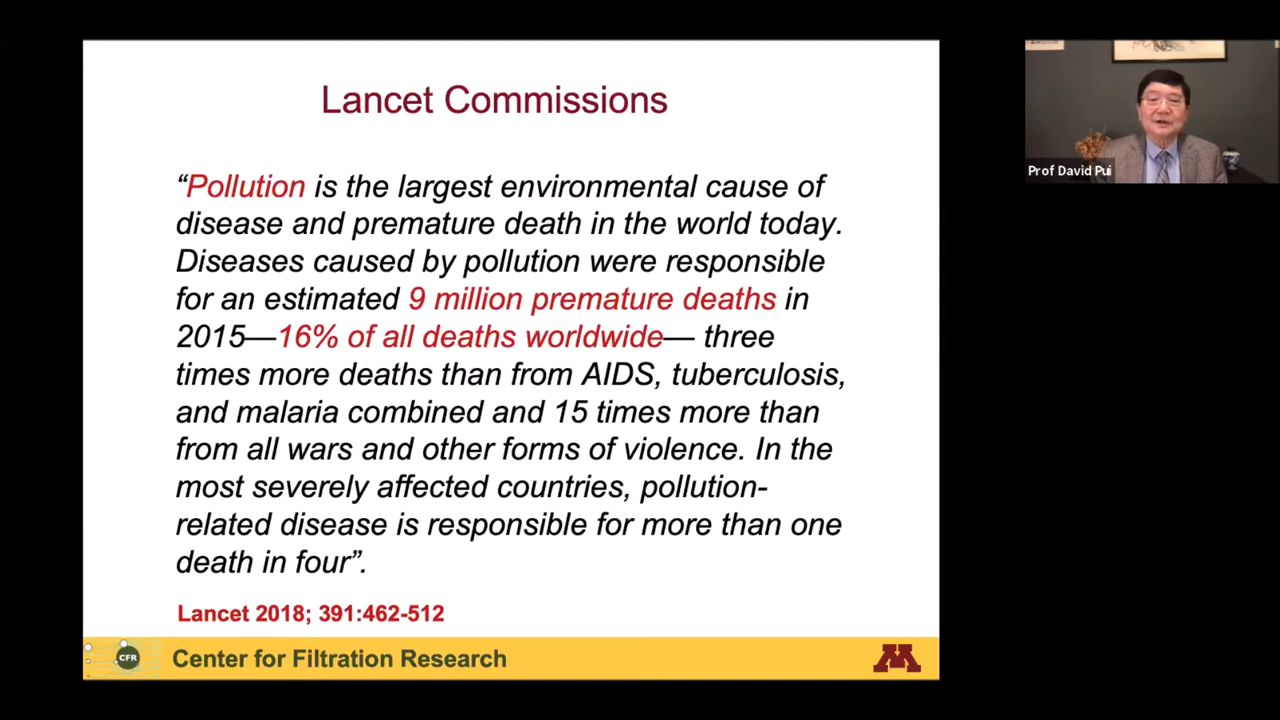 Lancet Commissions
“Pollution is the largest environmental cause of
disease and premature death in the world today.
Diseases caused by pollution were responsible
for an estimated 9 million premature deaths in
2015—16% of all deaths worldwide— three
times more deaths than from AIDS, tuberculosis,
and malaria combined and 15 times more than
from all wars and other forms of violence. In the
most severely affected countries, pollution-
related disease is responsible for more than one
death in four”.
Lancet 2018; 391:462-512
CFR
Center for Filtration Research
M
Prof David Pui